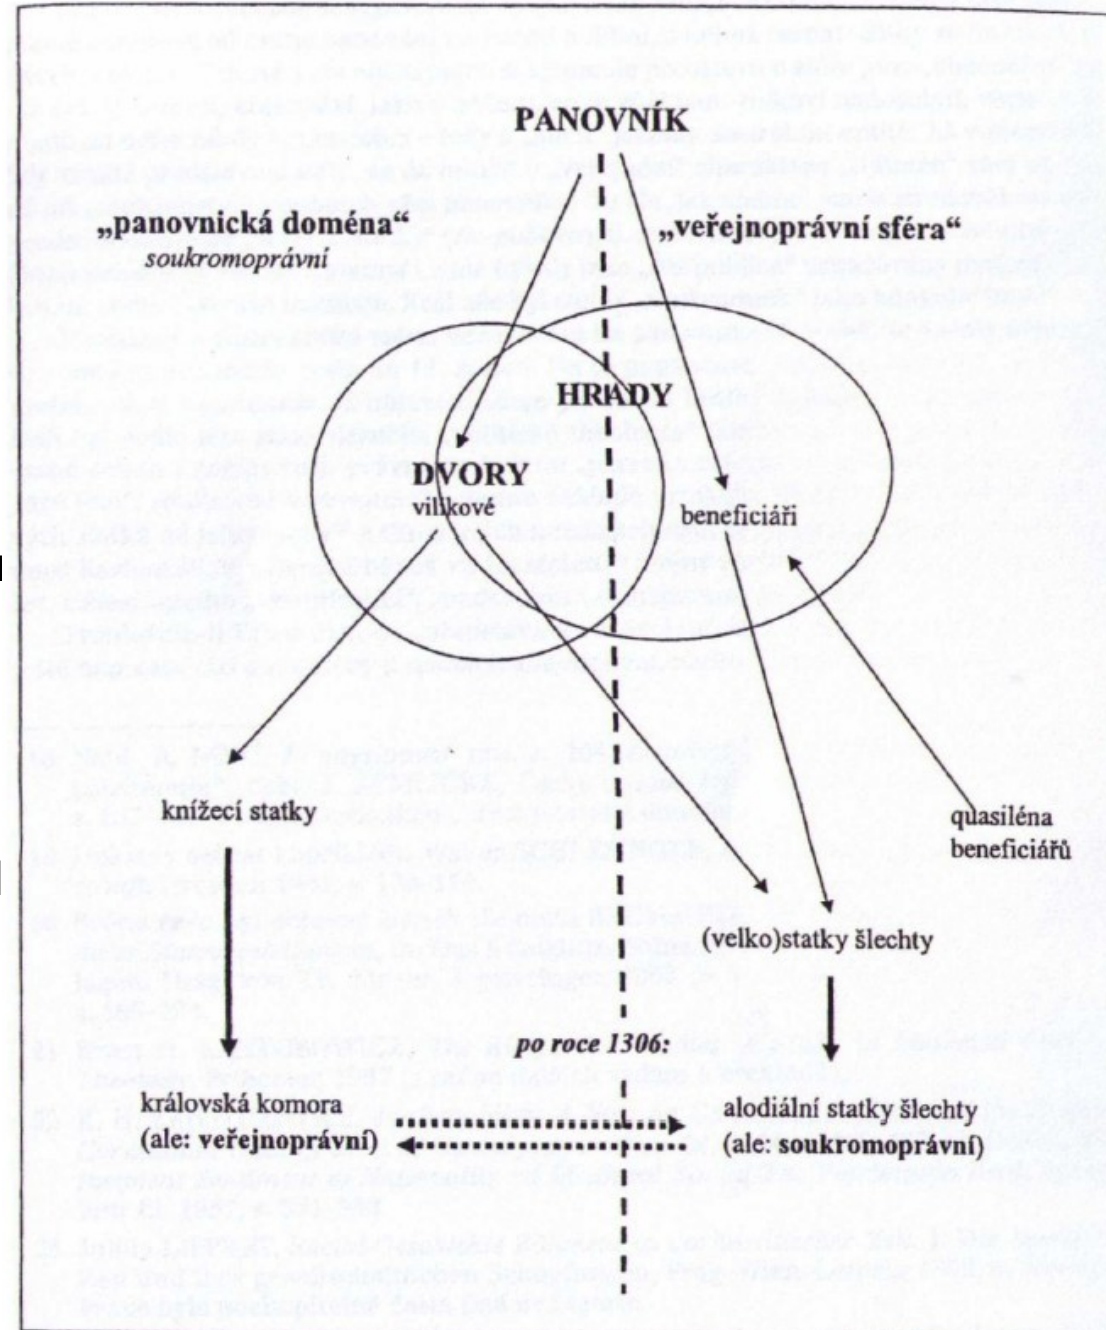 PANOVNÍK
„panovnická doména“
soukromoprávní
„veřejnoprávní sféra“
HRADY
DVORY
vilikové
beneficiáři
knížecí statky
quasiléna
beneficiářů
(velko)statky šlechty
po roce 1306:
královská komora
(ale: veřejnoprávní)
alodiální statky šlechty
(ale: soukromoprávní)